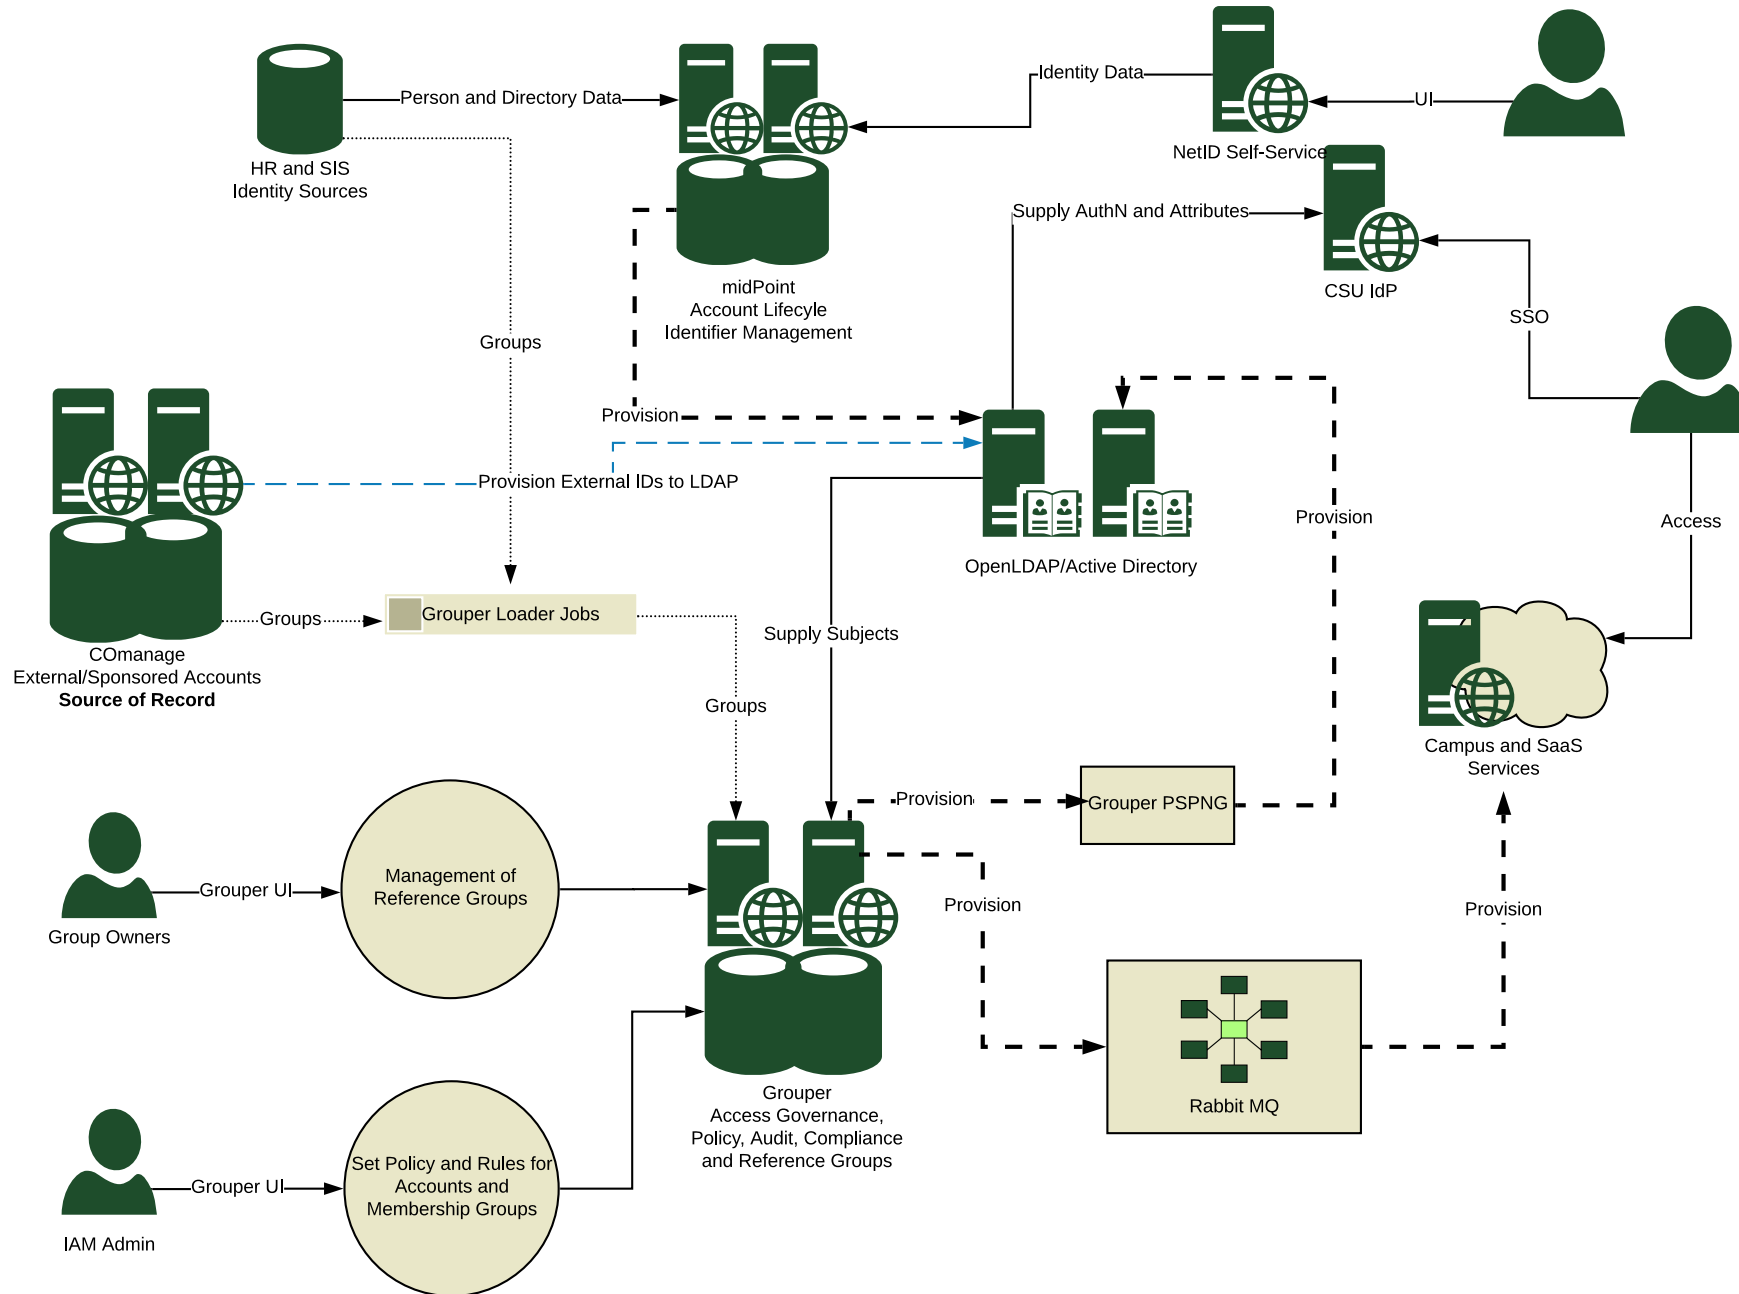 Person and Directory Data
Identity Data
UI
HR and SIS
Identity Sources
NetID Self-Service
Supply AuthN and Attributes
midPoint
Account Lifecyle
Identifier Management
CSU IdP
SSO
Groups
Provision
Provision External IDs to LDAP
Provision
Access
OpenLDAP/Active Directory
Groups
Grouper Loader Jobs
Supply Subjects
COmanage
External/Sponsored Accounts
Source of Record
Groups
Campus and SaaS
Services
Provision
Grouper PSPNG
Management of
Reference Groups
Grouper UI
Group Owners
Provision
Provision
Rabbit MQ
Grouper
Access Governance,
Policy, Audit, Compliance
and Reference Groups
Set Policy and Rules for
Accounts and
Membership Groups
Grouper UI
IAM Admin